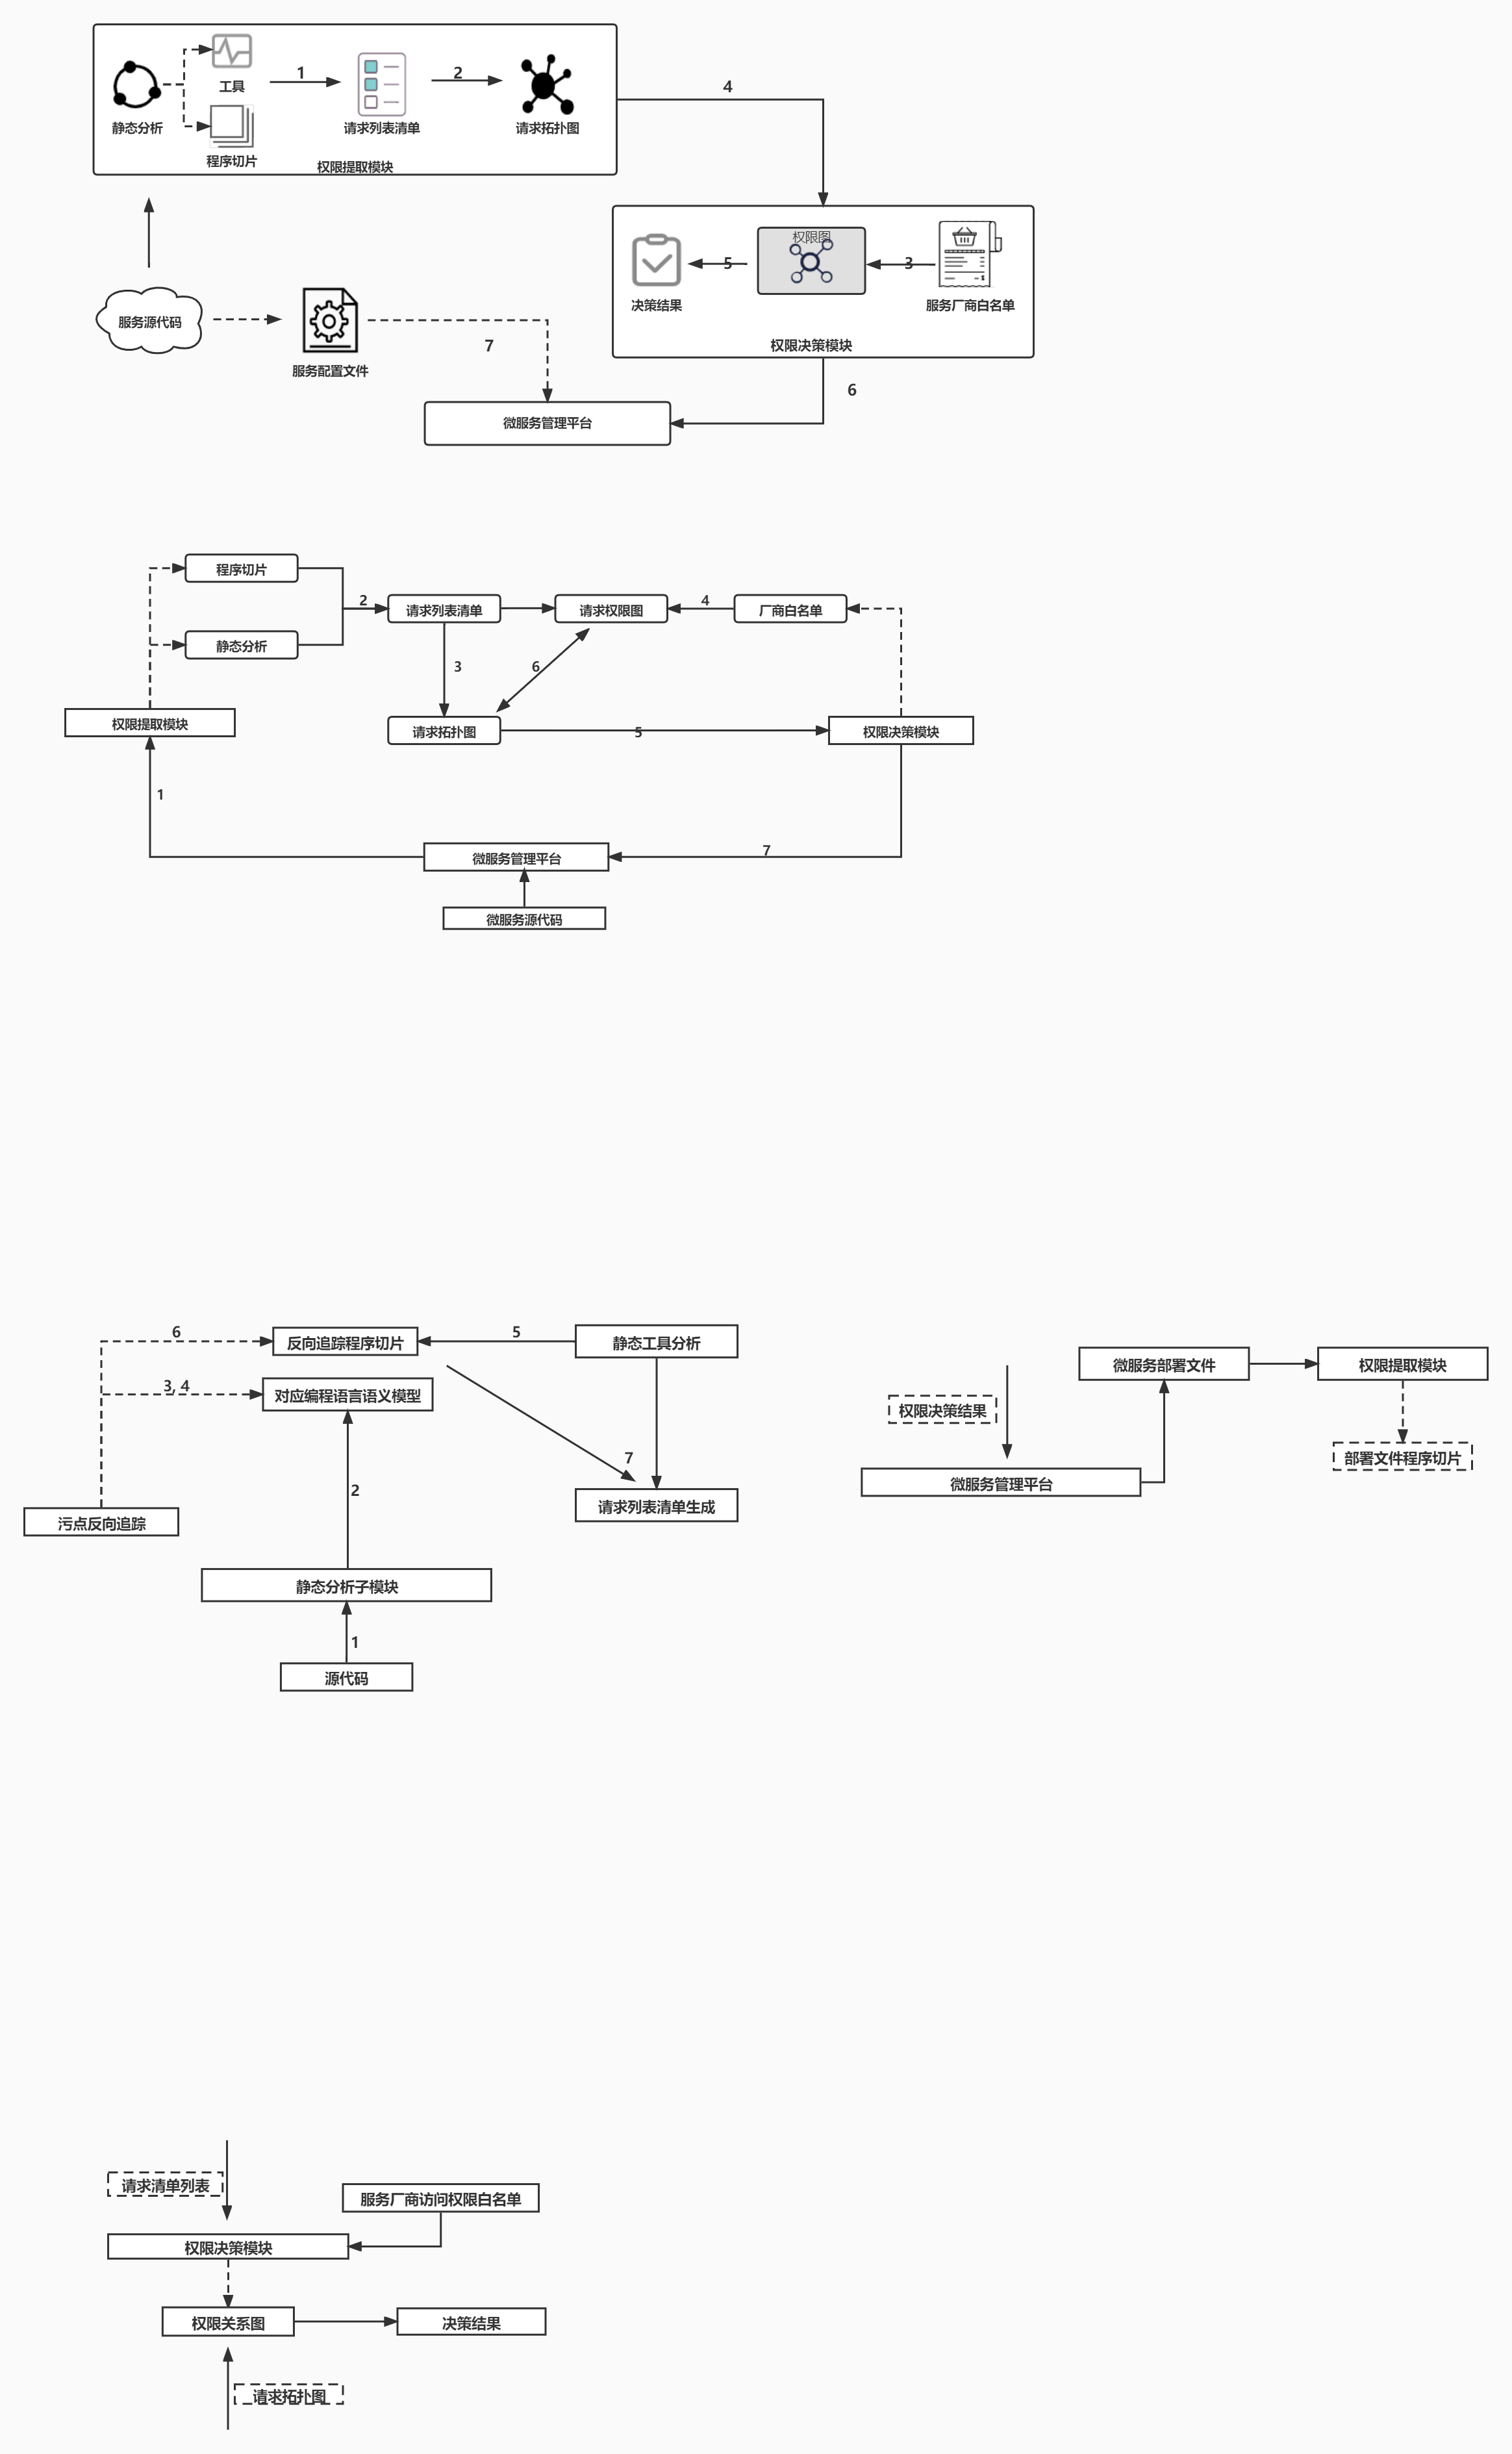 工具
1
2
静态分析
请求列表清单
请求拓扑图
程序切片
权限提取模块
4
权限图
5
3
决策结果
服务厂商白名单
权限决策模块
服务源代码
服务配置文件
7
6
微服务管理平台
程序切片
2
请求列表清单
请求权限图
4
厂商白名单
静态分析
3
6
权限提取模块
请求拓扑图
5
权限决策模块
1
微服务管理平台
7
微服务源代码
6
反向追踪程序切片
5
静态工具分析
3, 4
对应编程语言语义模型
7
2
请求列表清单生成
污点反向追踪
静态分析子模块
1
源代码
微服务部署文件
权限提取模块
权限决策结果
部署文件程序切片
微服务管理平台
请求清单列表
服务厂商访问权限白名单
权限决策模块
权限关系图
决策结果
请求拓扑图